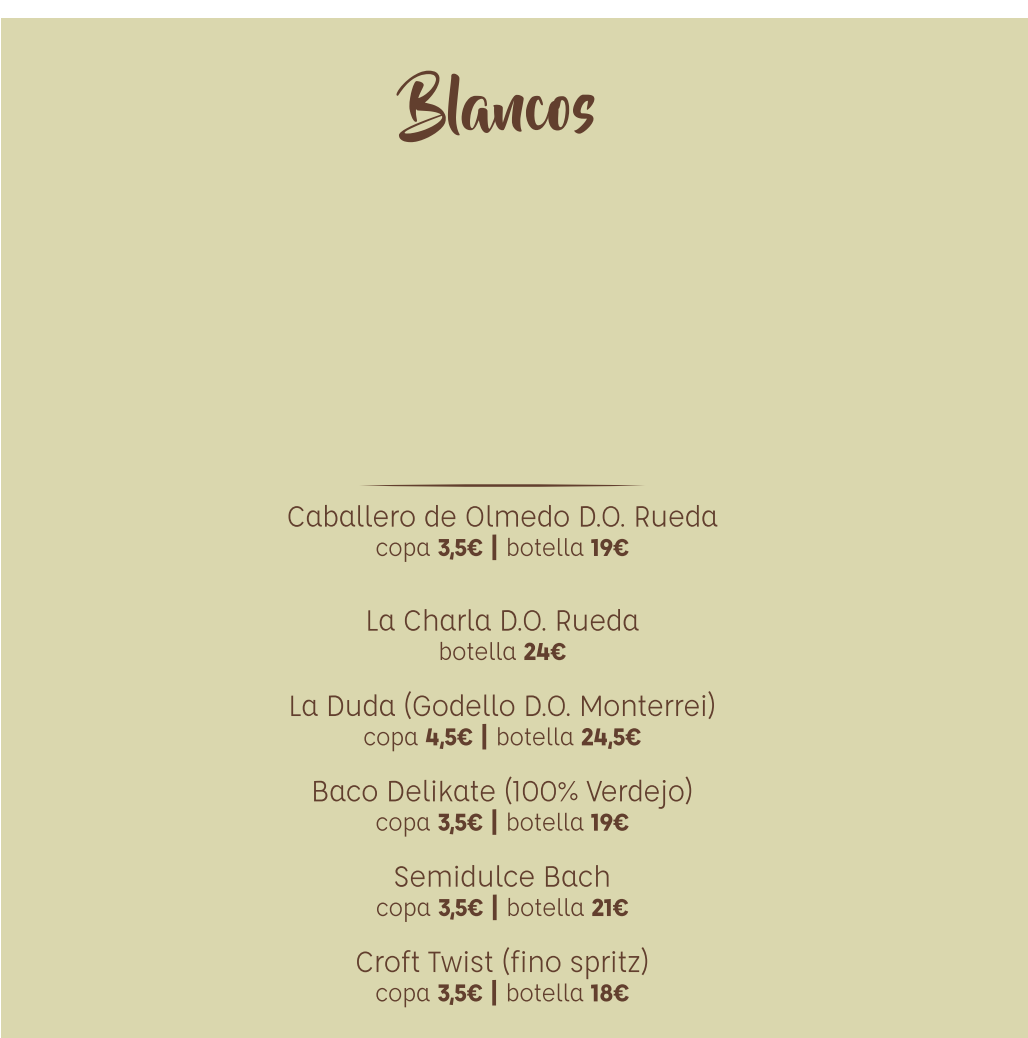 Blancos
Caballero de Olmedo D.O. Rueda
copa 3,5€ | botella 19€
La Charla D.O. Rueda
botella 24€
La Duda (Godello D.O. Monterrei)
copa 4,5€ | botella 24,5€
Baco Delikate (100% Verdejo)
copa 3,5€ | botella 19€
Semidulce Bach
copa 3,5€ | botella 21€
Croft Twist (fino spritz)
copa 3,5€ | botella 18€